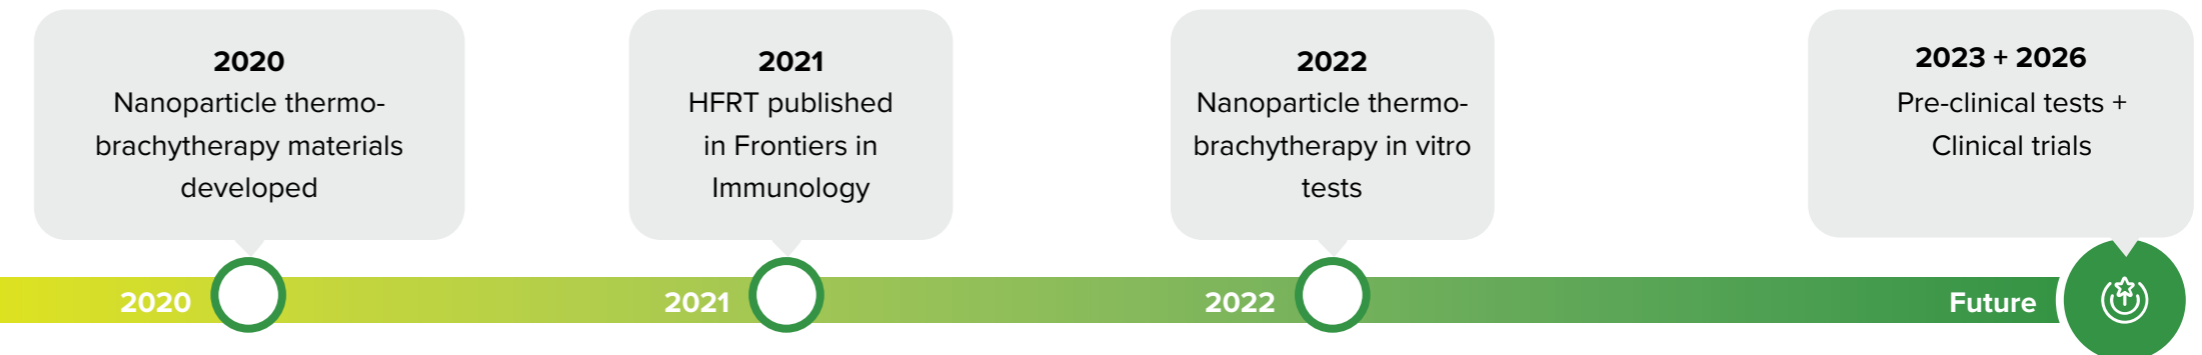 2020
Nanoparticle thermo-
brachytherapy materials
developed
2021
HFRT published
in Frontiers in
Immunology
2022
Nanoparticle thermo-
brachytherapy in vitro
tests
2023 + 2026
Pre-clinical tests +
Clinical trials
2020
2021
2022
Future